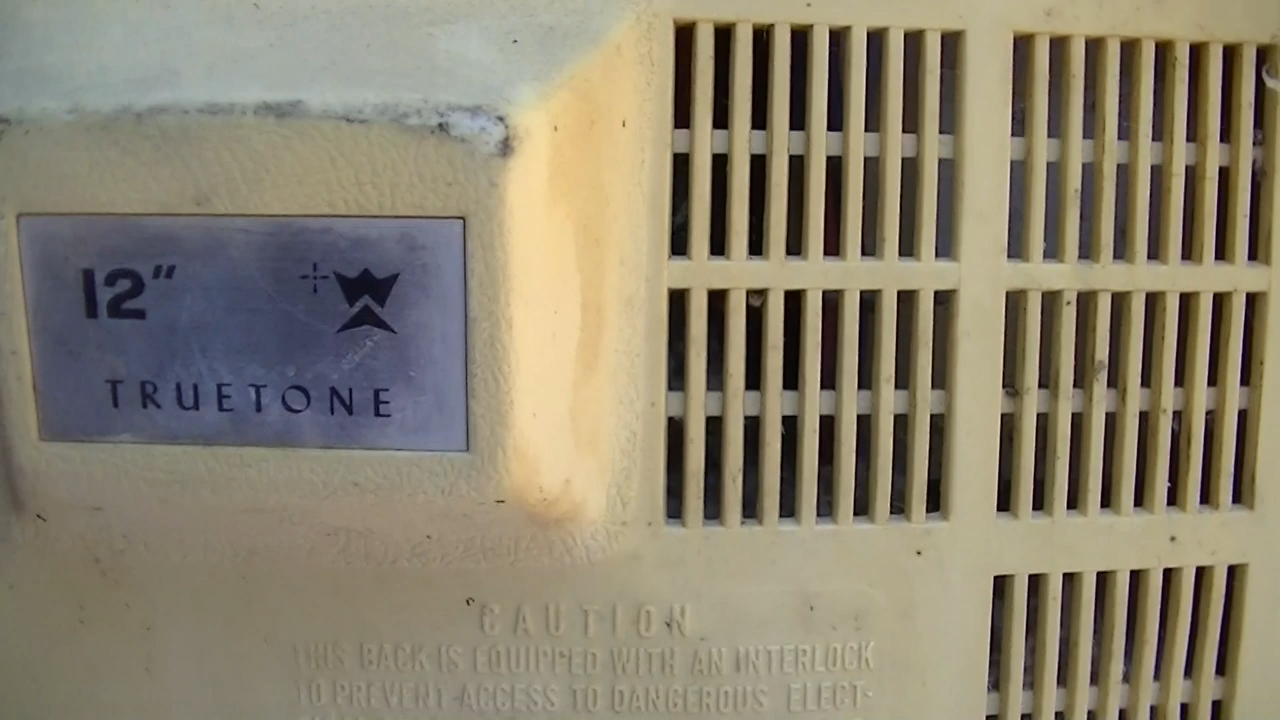 12"
TRUETONE
CAUTION
THIS BACK IS EQUIPPED WITH AN INTERLOCK
TO PREVENT ACCESS TO DANGEROUS ELECT-